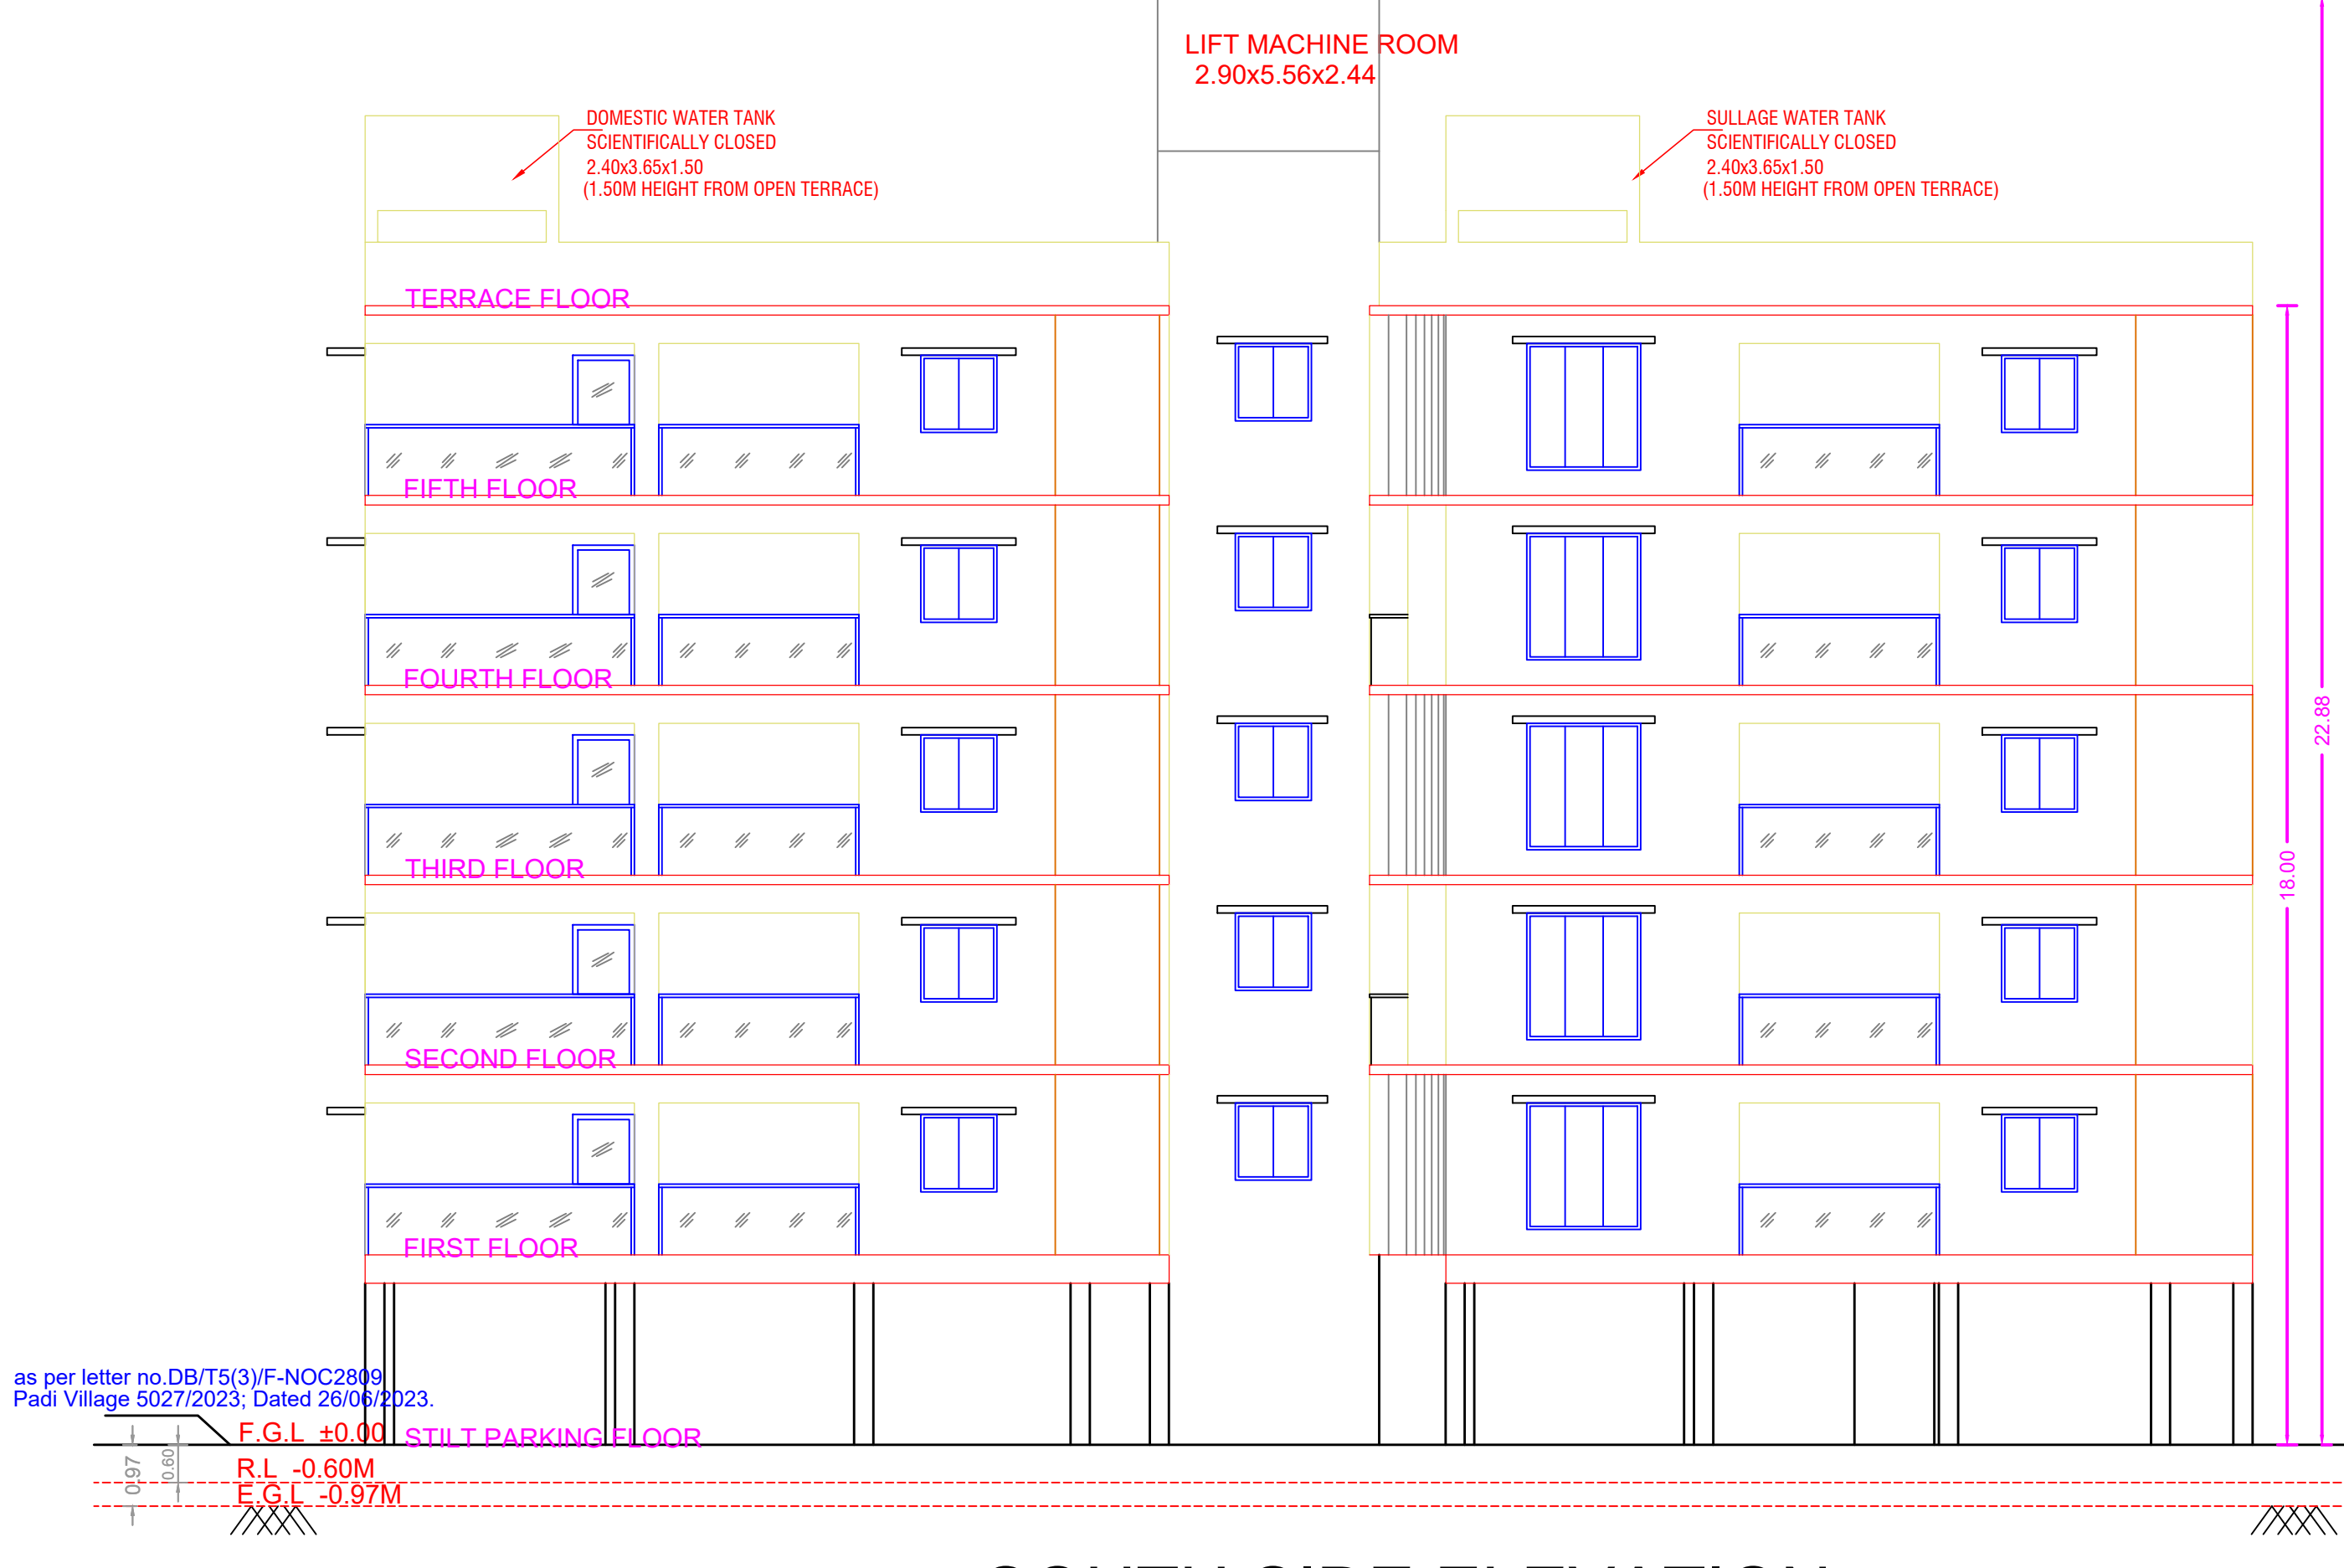 LIFT MACHINE ROOM
2.90x5.56x2.44
DOMESTIC WATER TANK
SCIENTIFICALLY CLOSED
2.40x3.65x1.50
(1.50M HEIGHT FROM OPEN TERRACE)
SULLAGE WATER TANK
SCIENTIFICALLY CLOSED
2.40x3.65x1.50
(1.50M HEIGHT FROM OPEN TERRACE)
TERRACE FLOOR
FIFTH FLOOR
FOURTH FLOOR
22.88
THIRD FLOOR
18.00
SECOND FLOOR
FIRST FLOOR
as per letter no.DB/T5(3)/F-NOC2809
Padi Village 5027/2023; Dated 26/06/2023.
F.G.L ±0.00
STILT PARKING FLOOR
0.97
0.60
R.L -0.60M
E.G.L -0.97M
SOUTH SIDE ELEVATION